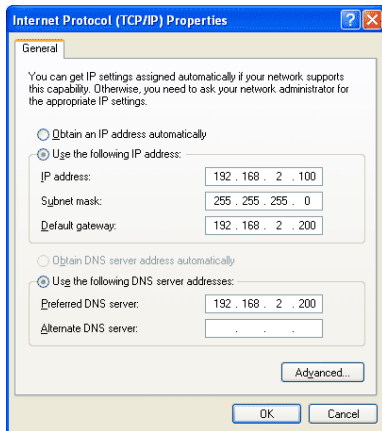 Internet Protocol (TCP/IP) Properties
General
You can get IP settings assigned automatically if your network supports
this capability. Otherwise, you need to ask your network administrator for
the appropriate IP settings.
Obtain an IP address automatically
Use the following IP address:
IP address: 192 . 168 . 2 . 100
Subnet mask: 255 . 255 . 255 . 0
Default gateway: 192 . 168 . 2 . 200
Obtain DNS server address automatically
Use the following DNS server addresses:
Preferred DNS server: 192 . 168 . 2 . 200
Alternate DNS server: . . .
Advanced...
OK Cancel